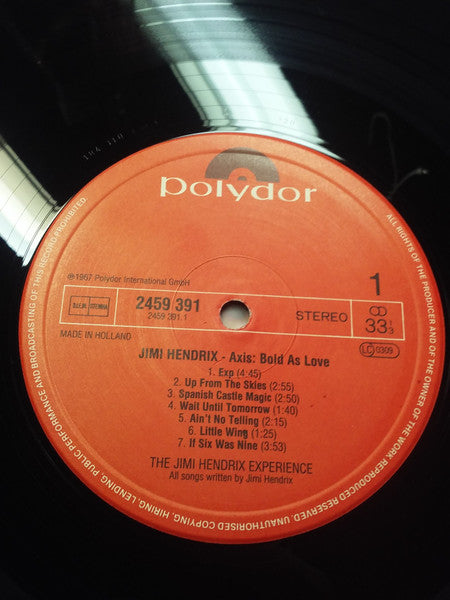 polydor
℗1967 Polydor International GmbH
1
STEMRA
2459 391
2459 391.1
STEREO
33 1/3
MADE IN HOLLAND
LC 0309
JIMI HENDRIX - Axis: Bold As Love
1. Exp (4:45)
2. Up From The Skies (2:55)
3. Spanish Castle Magic (2:50)
4. Wait Until Tomorrow (1:40)
5. Ain't No Telling (2:15)
6. Little Wing (1:25)
7. If Six Was Nine (3:53)
THE JIMI HENDRIX EXPERIENCE
All songs written by Jimi Hendrix
ALL RIGHTS OF THE PRODUCER AND OF THE OWNER OF THE WORK REPRODUCED RESERVED. UNAUTHORISED COPYING, HIRING, LENDING, PUBLIC PERFORMANCE AND BROADCASTING OF THIS RECORD PROHIBITED